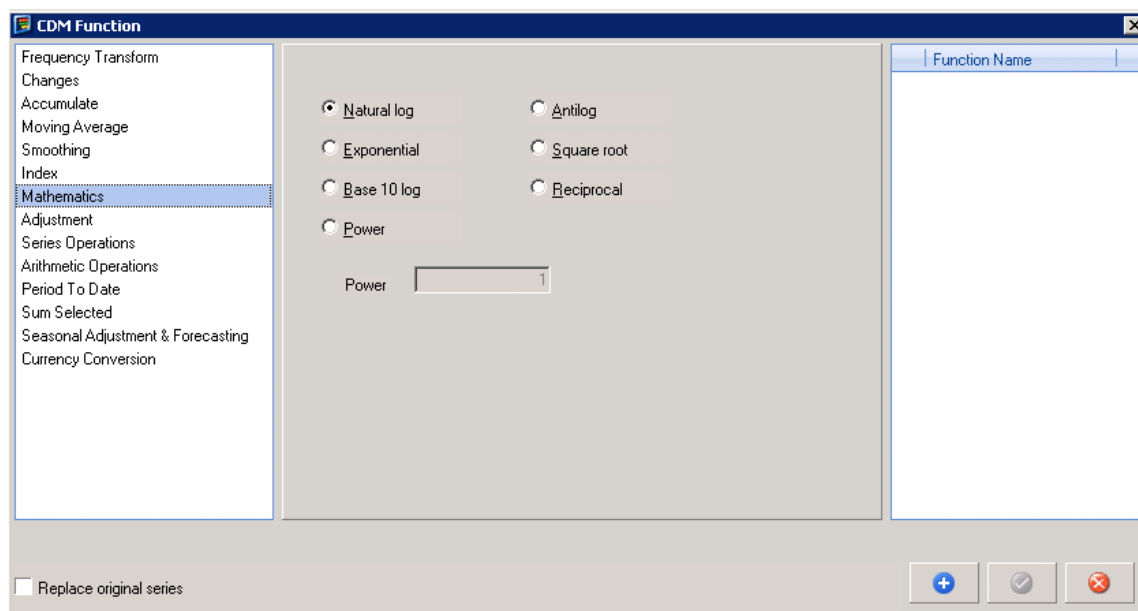 CDM Function
Frequency Transform
Changes
Accumulate
Moving Average
Smoothing
Index
Mathematics
Adjustment
Series Operations
Arithmetic Operations
Period To Date
Sum Selected
Seasonal Adjustment & Forecasting
Currency Conversion
Natural log
Antilog
Exponential
Square root
Base 10 log
Reciprocal
Power
Power 1
Function Name
Replace original series